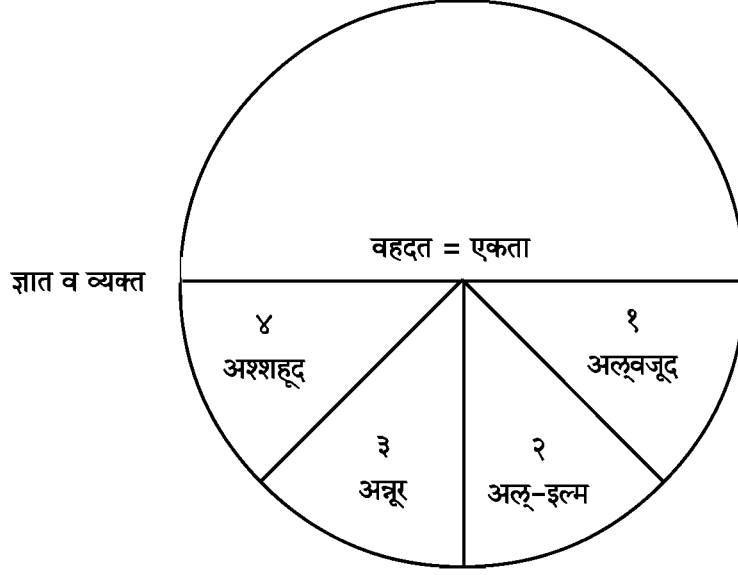 वहदत = एकता
ज्ञात व व्यक्त
४
अश्शहूद
१
अल्‌वजूद
३
अन्नूर्
२
अल्-इल्म